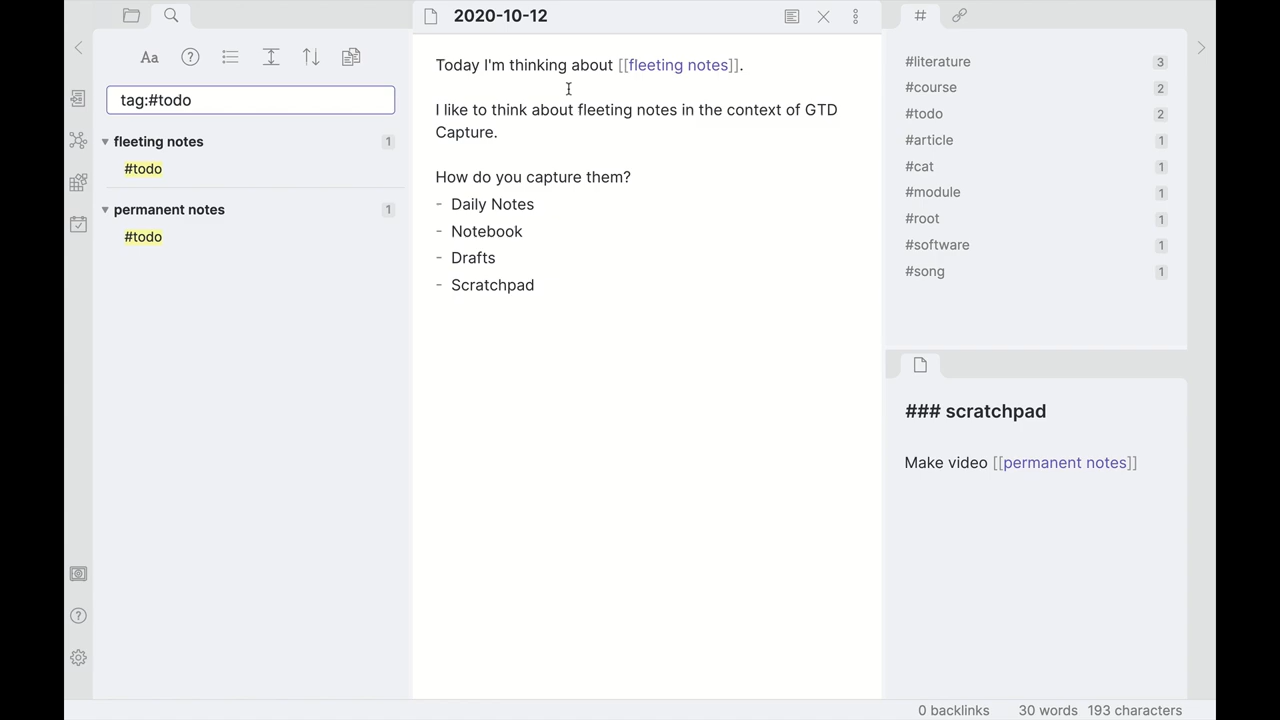 2020-10-12
Aa
tag:#todo
fleeting notes 1
#todo
permanent notes 1
#todo
Today I'm thinking about [[fleeting notes]].
I like to think about fleeting notes in the context of GTD
Capture.
How do you capture them?
- Daily Notes
- Notebook
- Drafts
- Scratchpad
#
#literature 3
#course 2
#todo 2
#article 1
#cat 1
#module 1
#root 1
#software 1
#song 1
### scratchpad
Make video [[permanent notes]]
0 backlinks 30 words 193 characters